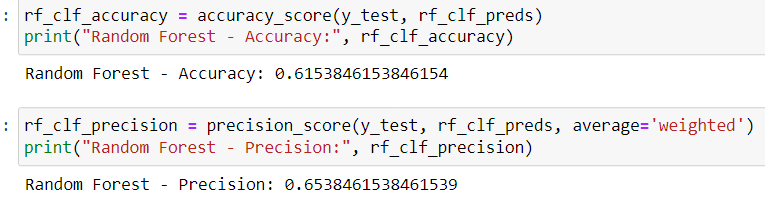 : rf_clf_accuracy = accuracy_score(y_test, rf_clf_preds)
print("Random Forest - Accuracy:", rf_clf_accuracy)
Random Forest - Accuracy: 0.6153846153846154
: rf_clf_precision = precision_score(y_test, rf_clf_preds, average='weighted')
print("Random Forest - Precision:", rf_clf_precision)
Random Forest - Precision: 0.6538461538461539